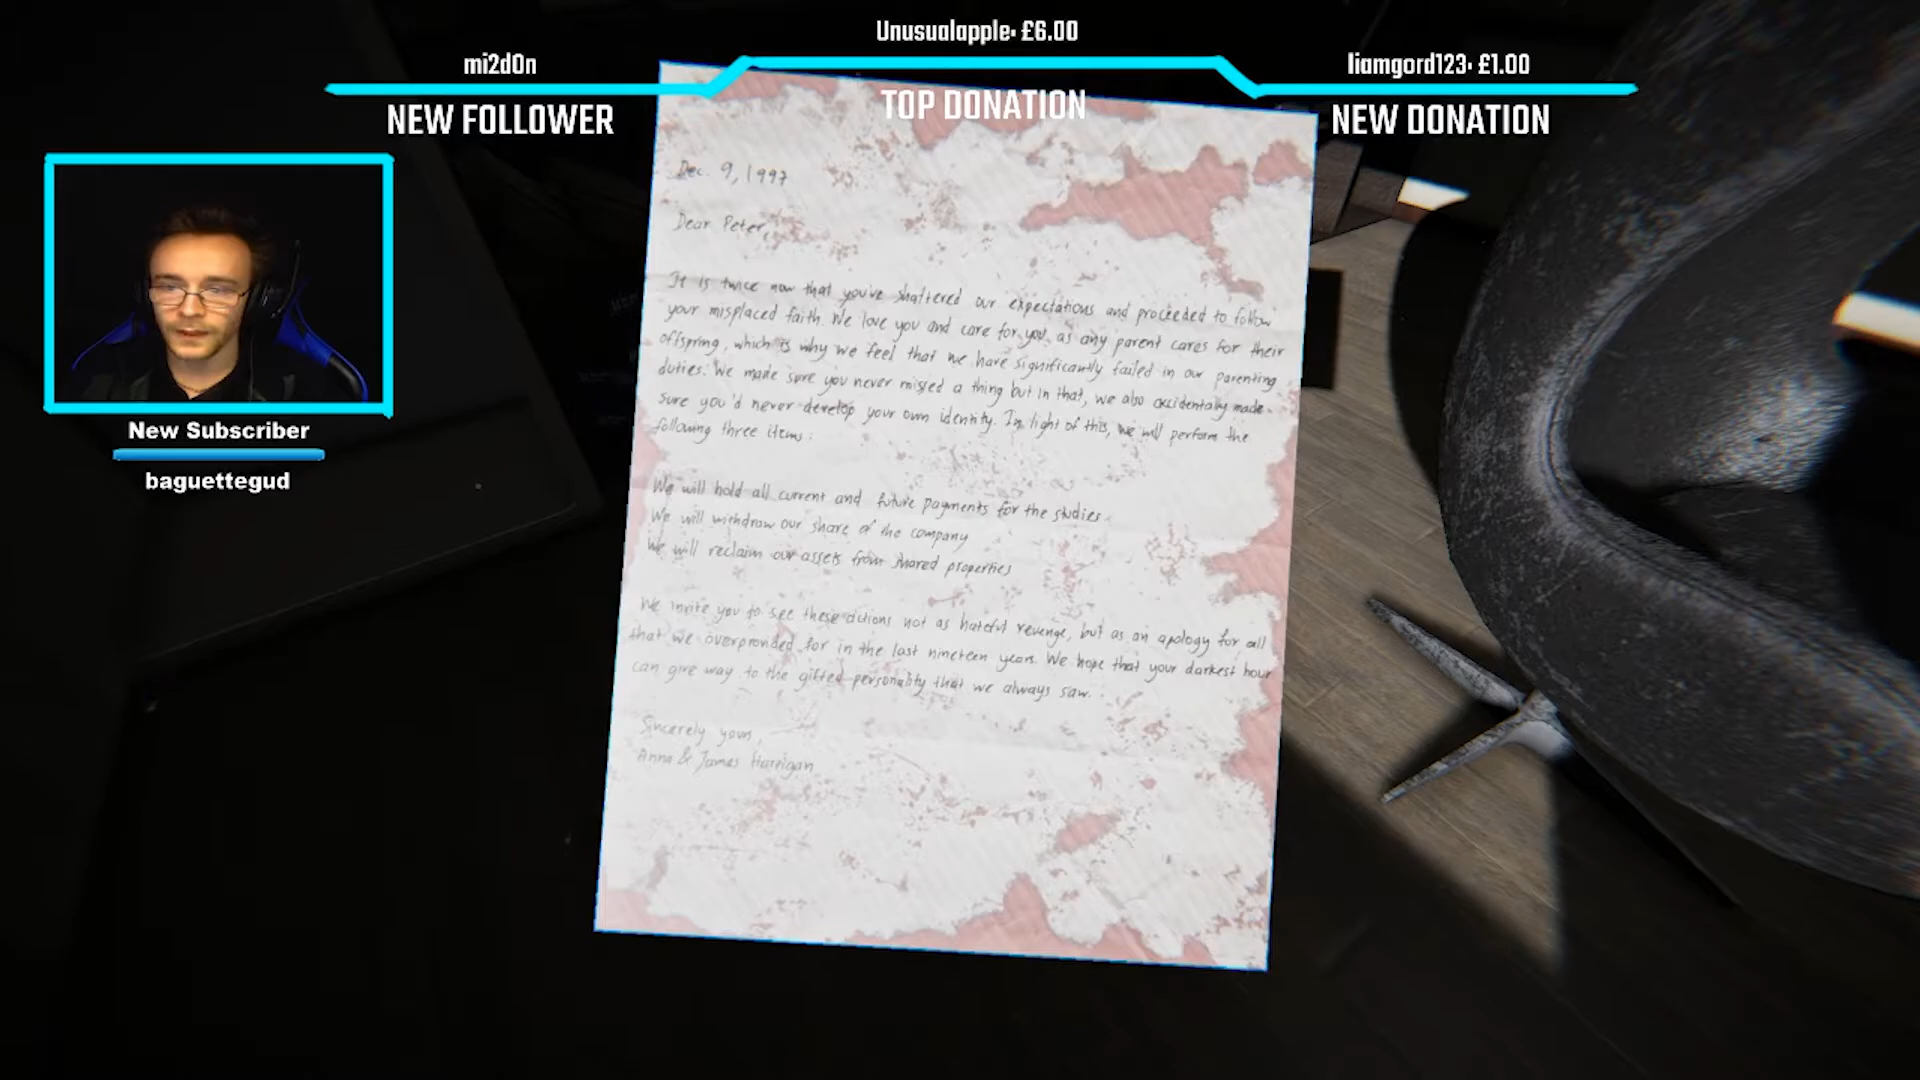 Unusualapple: £6.00
mi2d0n
liamgord123: £1.00
NEW FOLLOWER
TOP DONATION
NEW DONATION
New Subscriber
baguettegud
Dec. 9, 1997
Dear Peter,
It is twice now that you've shattered our expectations and proceeded to follow
your misplaced faith. We love you and care for you, as any parent cares for their
offspring, which is why we feel that we have significantly failed in our parenting
duties. We made sure you never missed a thing but in that, we also accidentally made
sure you'd never develop your own identity. In light of this, we will perform the
following three items:
We will hold all current and future payments for the studies.
We will withdraw our share of the company
We will reclaim our assets from shared properties
We invite you to see these actions not as hateful revenge, but as an apology for all
that we overprovided for in the last nineteen years. We hope that your darkest hour
can give way to the gifted personality that we always saw.
Sincerely yours,
Anna & James Harrigan